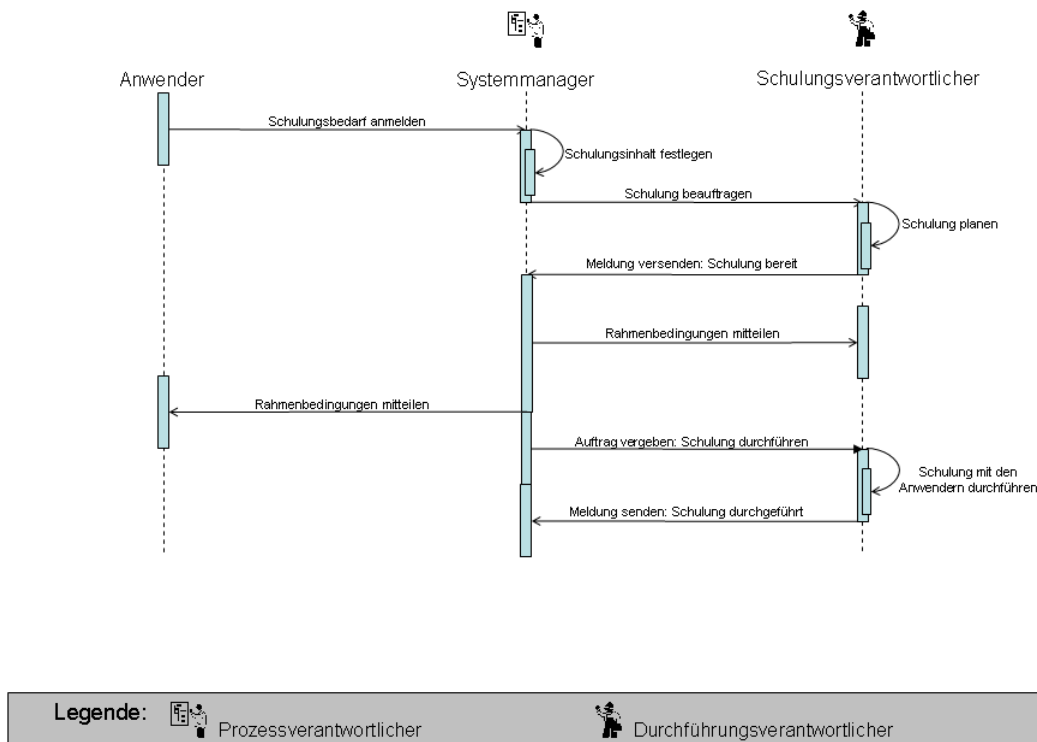 Anwender
Systemmanager
Schulungsverantwortlicher
Schulungsbedarf anmelden
Schulungsinhalt festlegen
Schulung beauftragen
Schulung planen
Meldung versenden: Schulung bereit
Rahmenbedingungen mitteilen
Rahmenbedingungen mitteilen
Auftrag vergeben: Schulung durchführen
Schulung mit den
Anwendern durchführen
Meldung senden: Schulung durchgeführt
Legende:
Prozessverantwortlicher
Durchführungsverantwortlicher